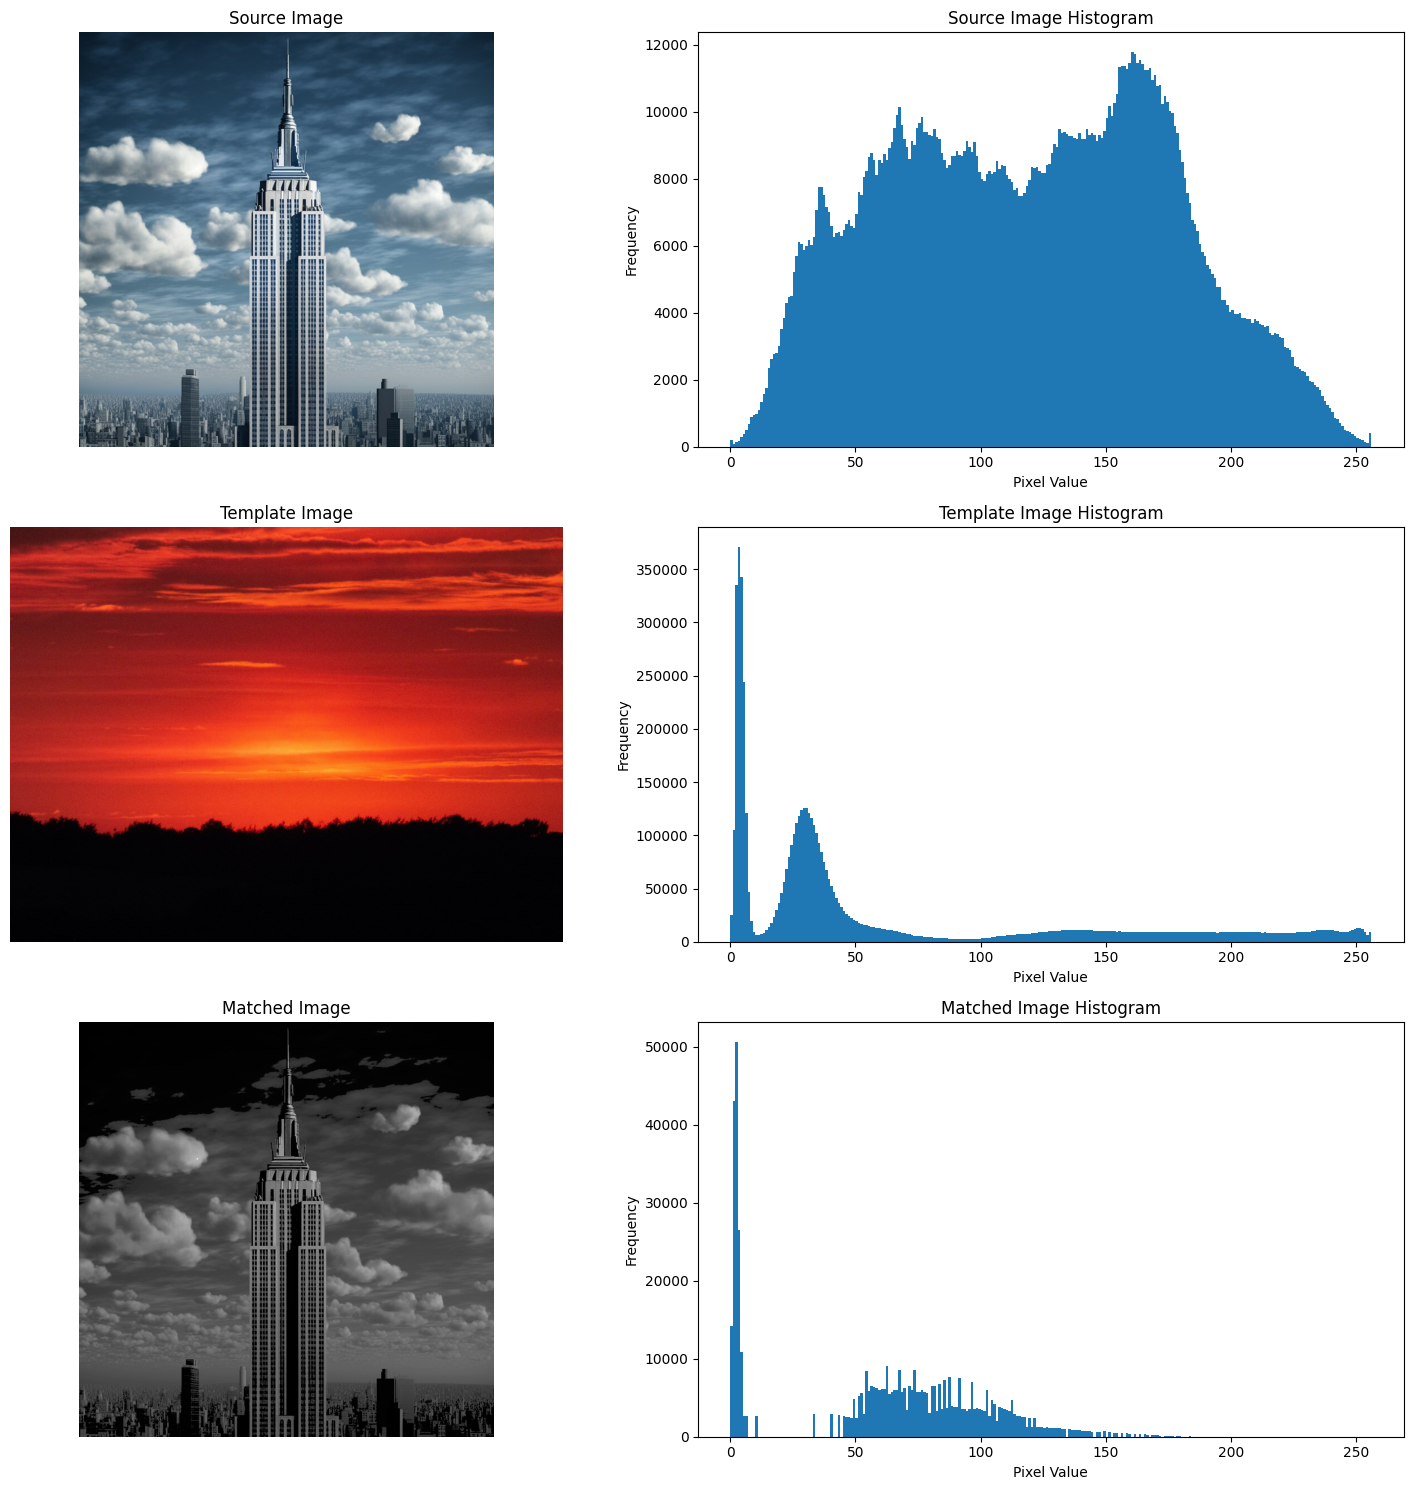 Source Image
Source Image Histogram
12000
10000
8000
6000
4000
2000
0
Frequency
0 50 100 150 200 250
Pixel Value
Template Image
Template Image Histogram
350000
300000
250000
200000
150000
100000
50000
0
Frequency
0 50 100 150 200 250
Pixel Value
Matched Image
Matched Image Histogram
50000
40000
30000
20000
10000
0
Frequency
0 50 100 150 200 250
Pixel Value